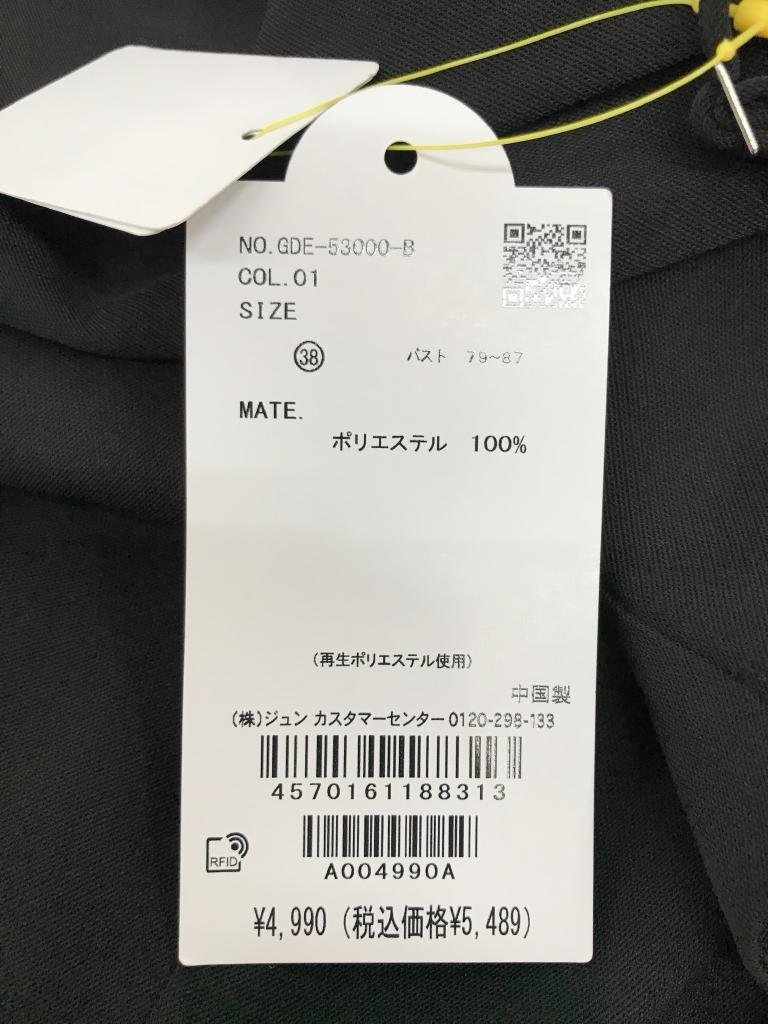 NO.GDE-53000-B
COL.01
SIZE
38 バスト 79~87
MATE.
ポリエステル 100%
(再生ポリエステル使用)
中国製
(株)ジュン カスタマーセンター 0120-298-133
4570161188313
RFID
A004990A
¥4,990 (税込価格¥5,489)